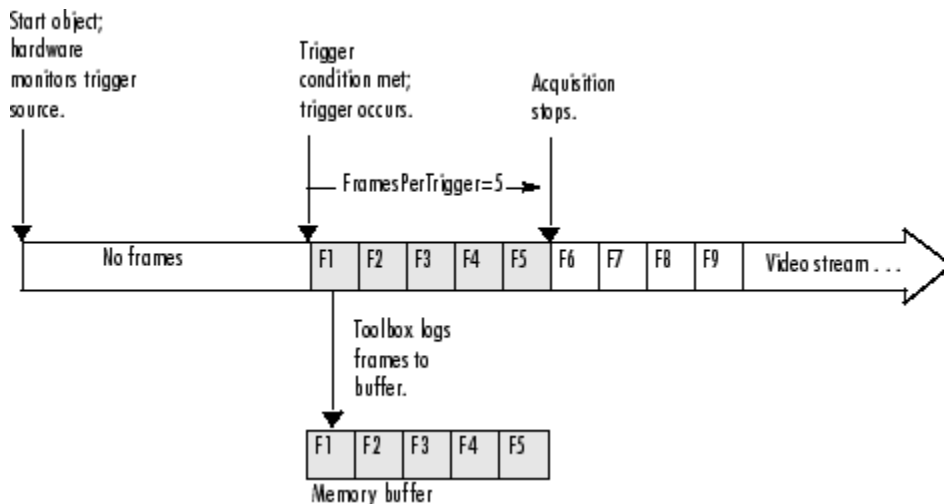 Start object;
hardware
monitors trigger
source.
Trigger
condition met;
trigger occurs.
Acquisition
stops.
FramesPerTrigger=5
No frames
F1
F2
F3
F4
F5
F6
F7
F8
F9
Video stream . . .
Toolbox logs
frames to
buffer.
F1
F2
F3
F4
F5
Memory buffer